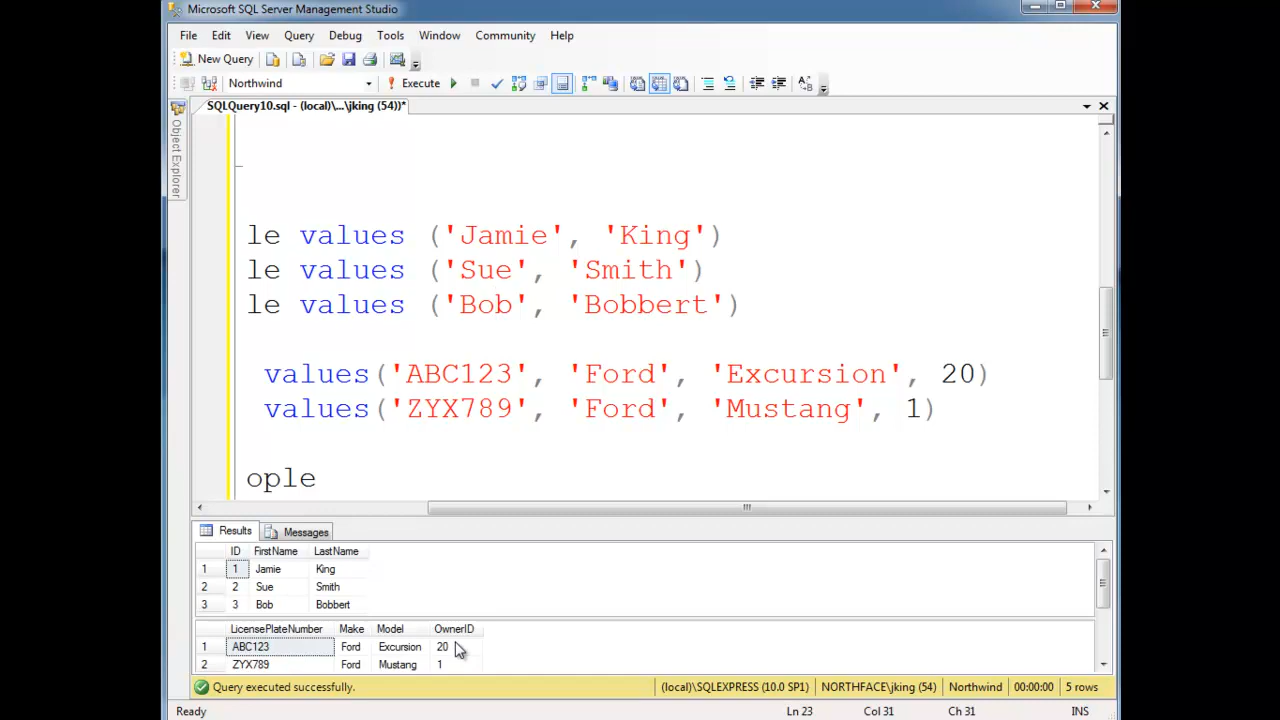 Microsoft SQL Server Management Studio
File Edit View Query Debug Tools Window Community Help
New Query
Northwind Execute
SQLQuery10.sql - (local)\...\jking (54))*
Object Explorer
le values ('Jamie', 'King')
le values ('Sue', 'Smith')
le values ('Bob', 'Bobbert')
values('ABC123', 'Ford', 'Excursion', 20)
values('ZYX789', 'Ford', 'Mustang', 1)
ople
Results Messages
ID FirstName LastName
1 1 Jamie King
2 2 Sue Smith
3 3 Bob Bobbert
LicensePlateNumber Make Model OwnerID
1 ABC123 Ford Excursion 20
2 ZYX789 Ford Mustang 1
Query executed successfully. (local)\SQLEXPRESS (10.0 SP1) NORTHFACE\jking (54) Northwind 00:00:00 5 rows
Ready Ln 23 Col 31 Ch 31 INS